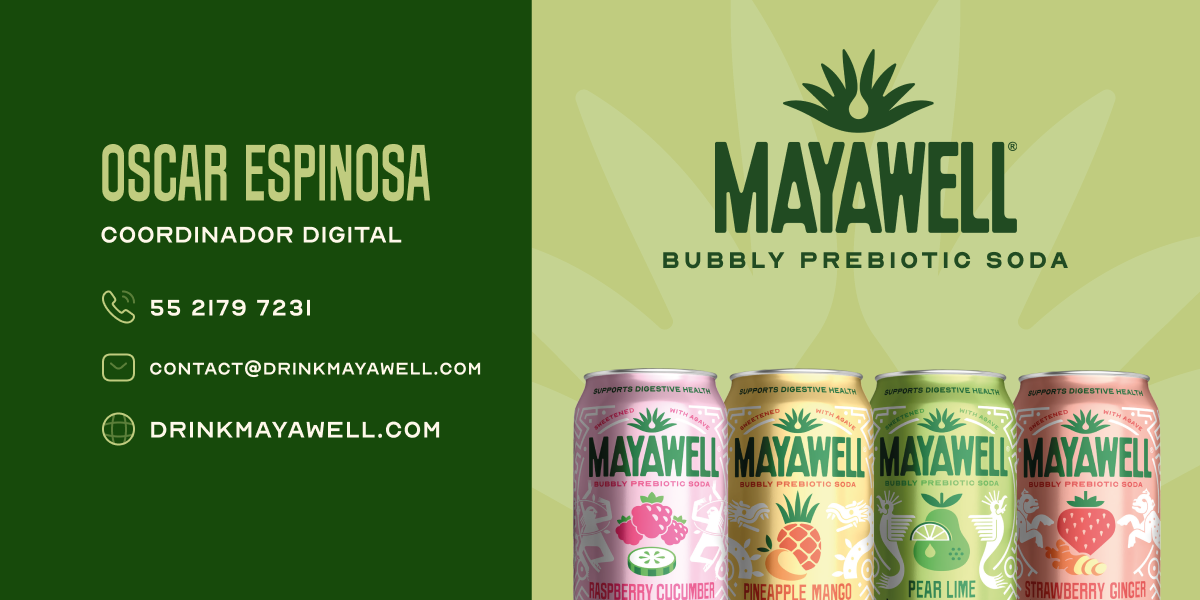 OSCAR ESPINOSA
COORDINADOR DIGITAL
55 2179 7231
CONTACT@DRINKMAYAWELL.COM
DRINKMAYAWELL.COM
MAYAWELL®
BUBBLY PREBIOTIC SODA
SUPPORTS DIGESTIVE HEALTH
SWEETENED WITH AGAVE
MAYAWELL
BUBBLY PREBIOTIC SODA
RASPBERRY CUCUMBER
SUPPORTS DIGESTIVE HEALTH
SWEETENED WITH AGAVE
MAYAWELL
BUBBLY PREBIOTIC SODA
PINEAPPLE MANGO
SUPPORTS DIGESTIVE HEALTH
SWEETENED WITH AGAVE
MAYAWELL
BUBBLY PREBIOTIC SODA
PEAR LIME
SUPPORTS DIGESTIVE HEALTH
SWEETENED WITH AGAVE
MAYAWELL
BUBBLY PREBIOTIC SODA
STRAWBERRY GINGER